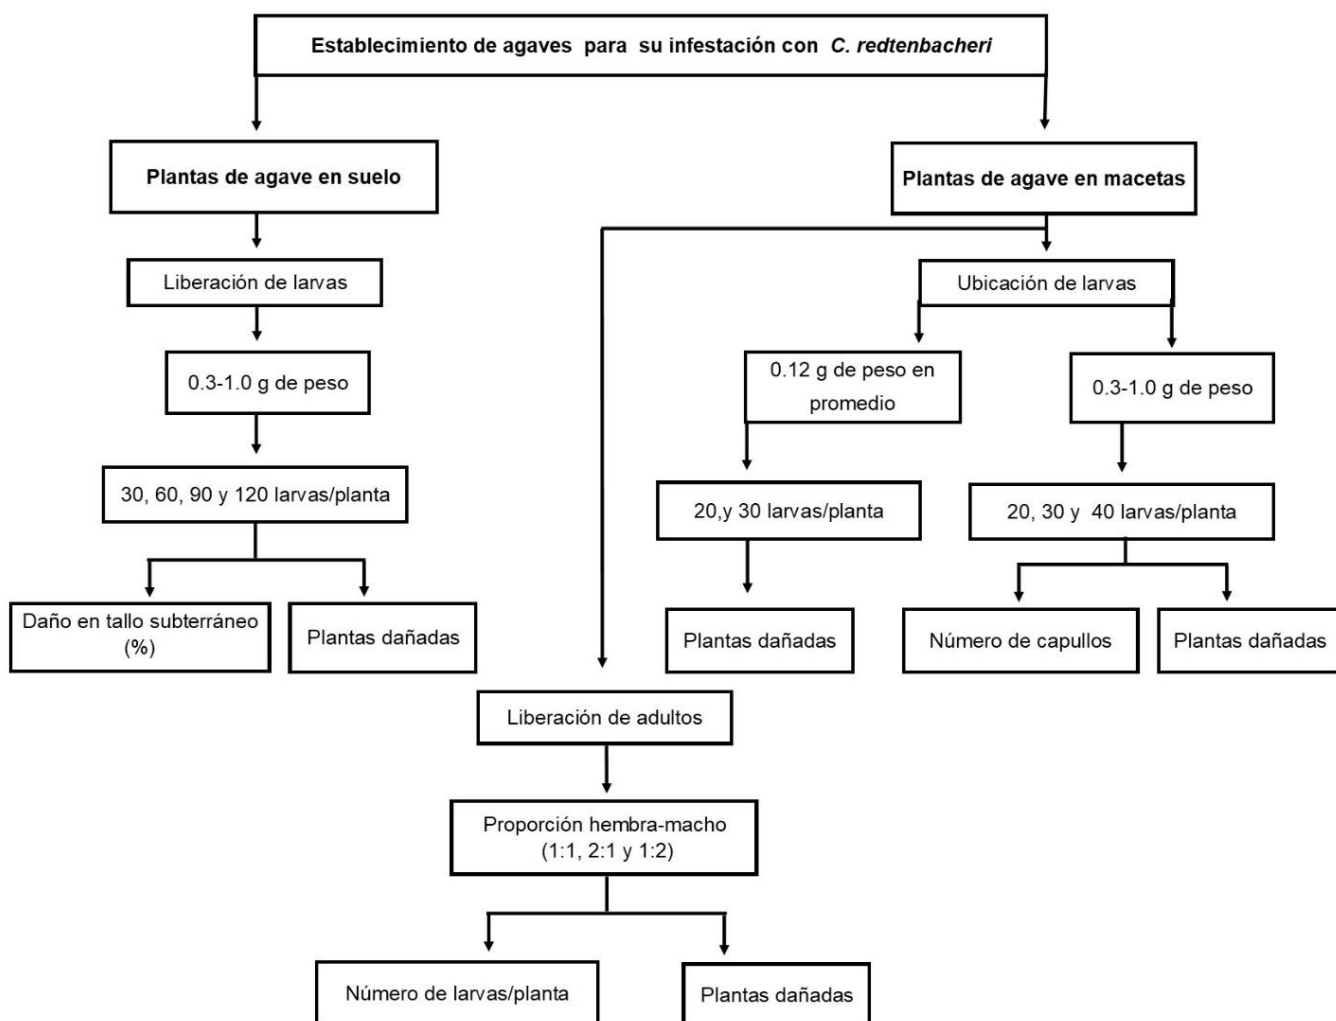 Establecimiento de agaves para su infestación con C. redtenbacheri
Plantas de agave en suelo
Plantas de agave en macetas
Liberación de larvas
Ubicación de larvas
0.3-1.0 g de peso
0.12 g de peso en
promedio
0.3-1.0 g de peso
30, 60, 90 y 120 larvas/planta
20,y 30 larvas/planta
20, 30 y 40 larvas/planta
Daño en tallo subterráneo
(%)
Plantas dañadas
Plantas dañadas
Número de capullos
Plantas dañadas
Liberación de adultos
Proporción hembra-macho
(1:1, 2:1 y 1:2)
Número de larvas/planta
Plantas dañadas